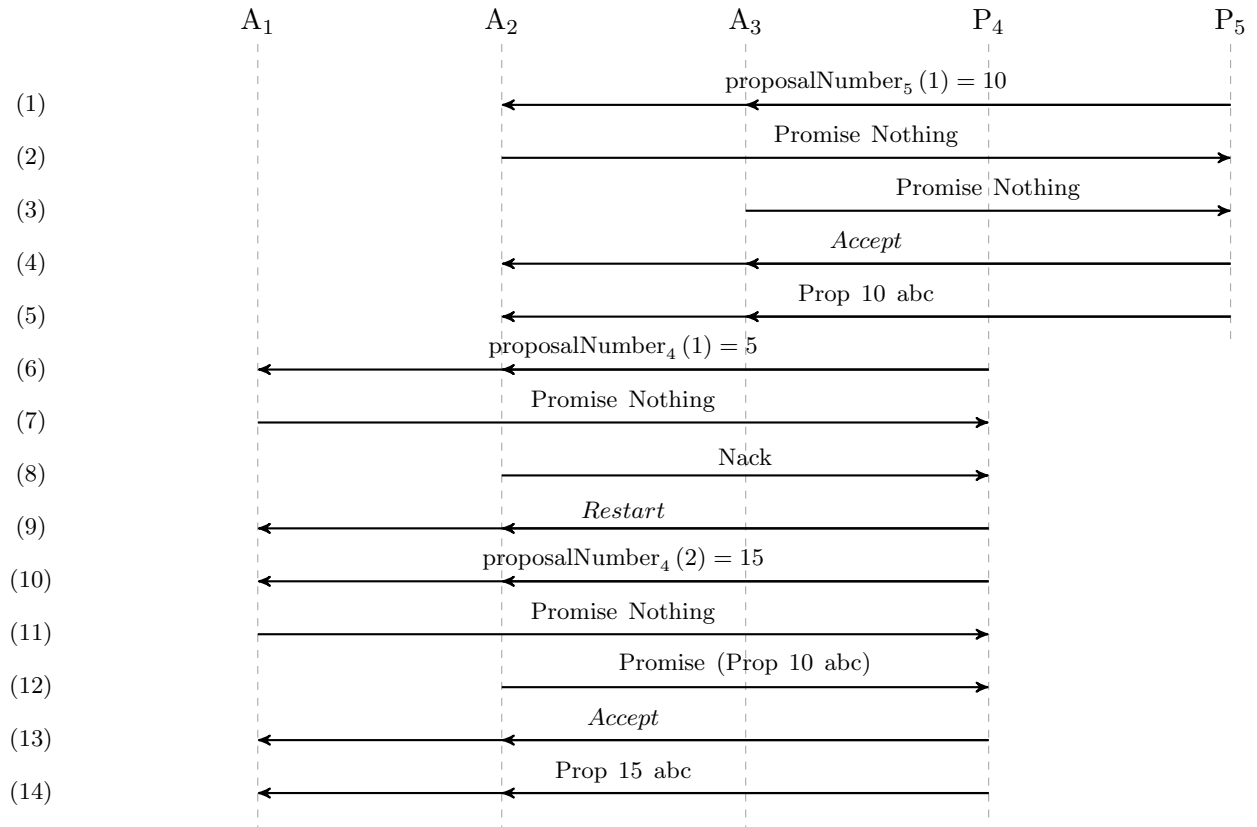 A₁ A₂ A₃ P₄ P₅
(1) proposalNumber₅ (1) = 10
(2) Promise Nothing
(3) Promise Nothing
(4) Accept
(5) Prop 10 abc
(6) proposalNumber₄ (1) = 5
(7) Promise Nothing
(8) Nack
(9) Restart
(10) proposalNumber₄ (2) = 15
(11) Promise Nothing
(12) Promise (Prop 10 abc)
(13) Accept
(14) Prop 15 abc